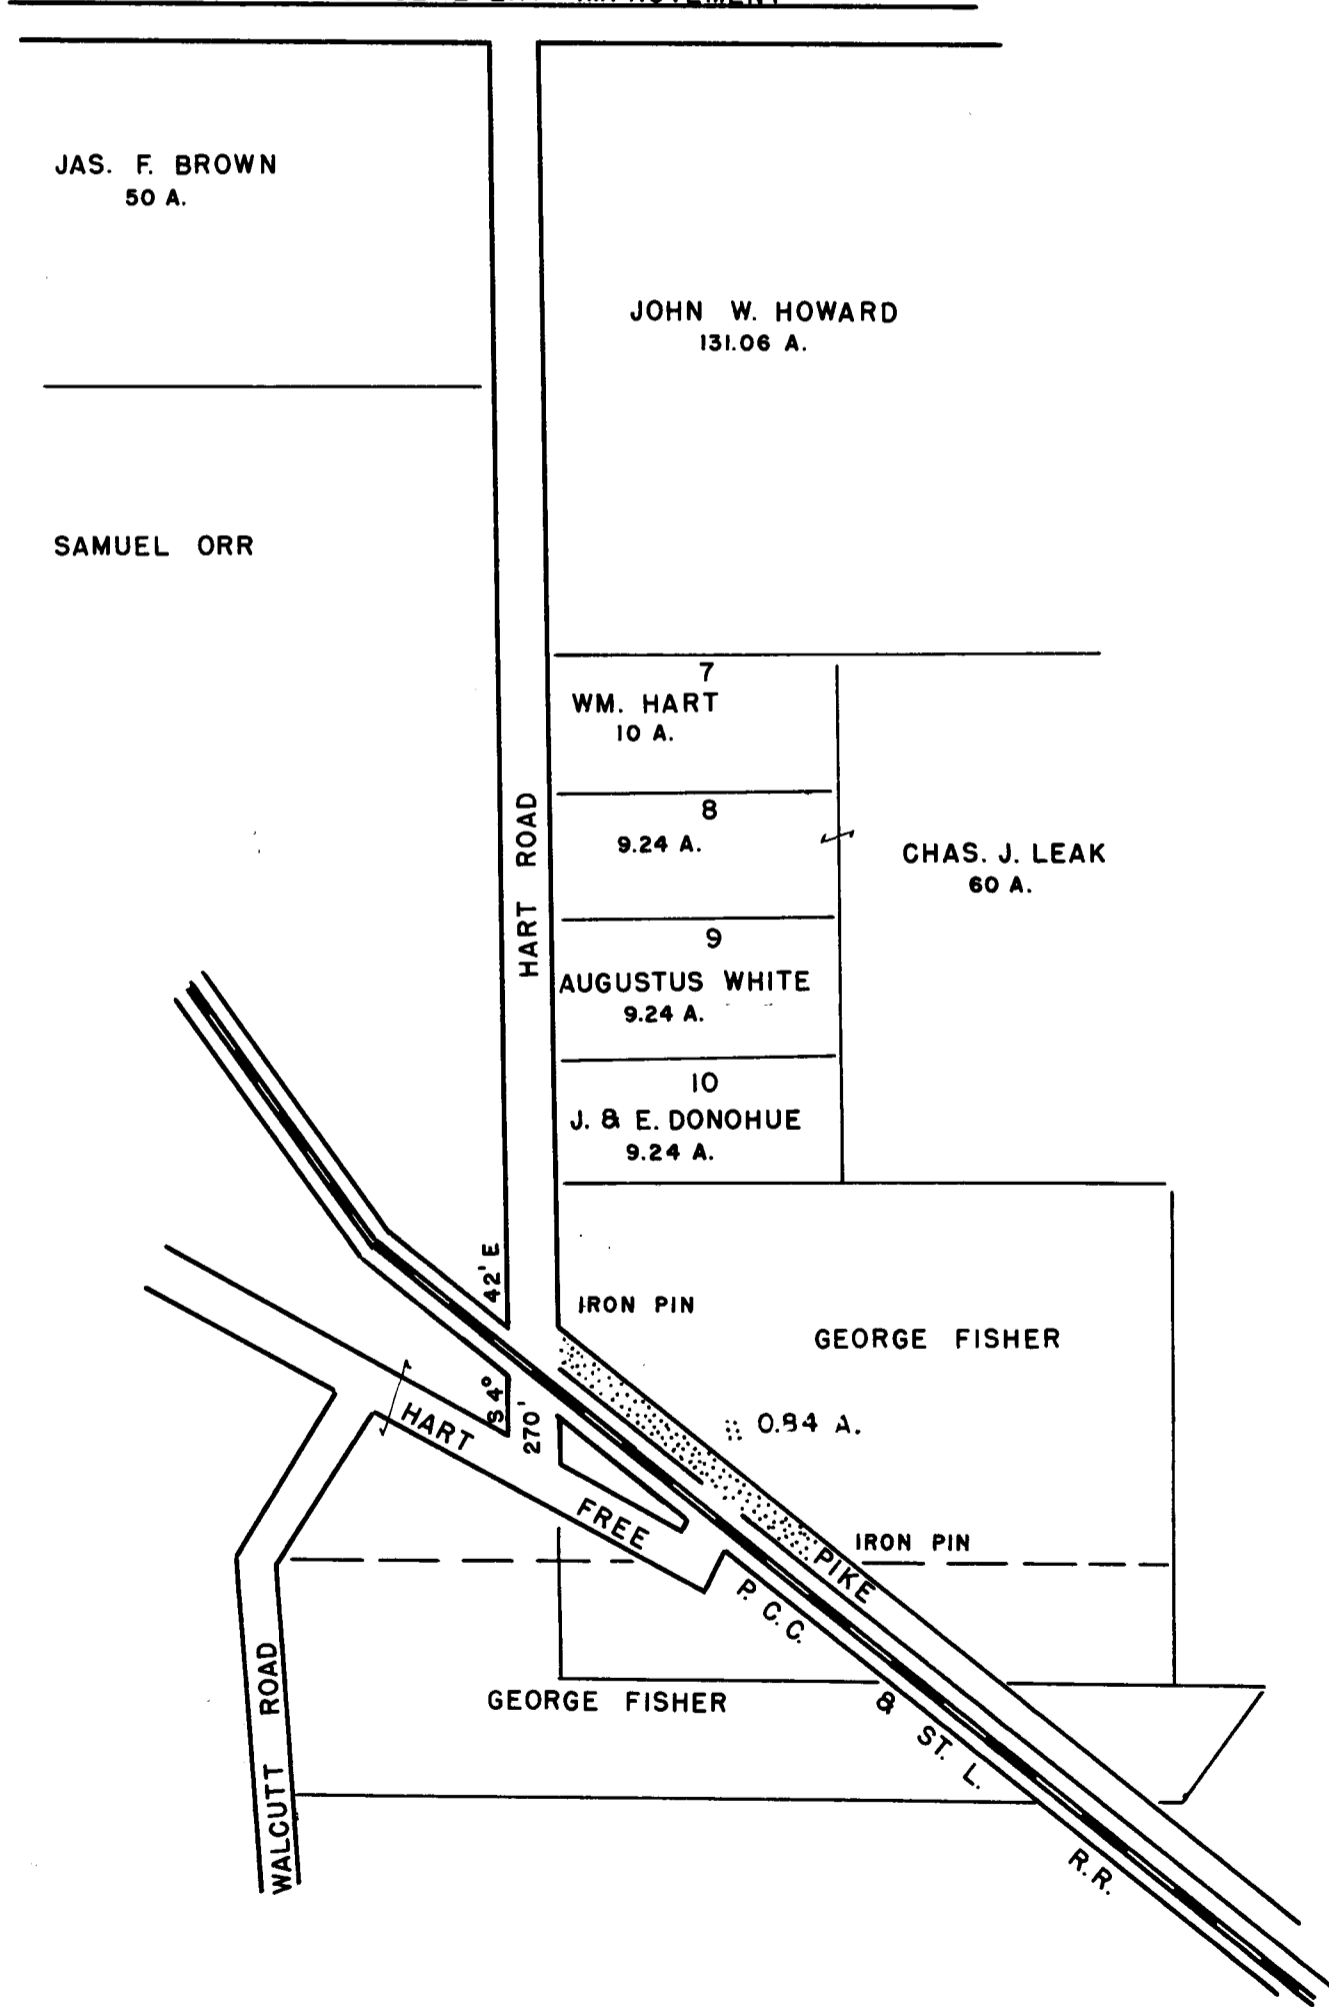 JAS. F. BROWN
50 A.
JOHN W. HOWARD
131.06 A.
SAMUEL ORR
7
WM. HART
10 A.
8
9.24 A.
HART ROAD
CHAS. J. LEAK
60 A.
9
AUGUSTUS WHITE
9.24 A.
10
J. & E. DONOHUE
9.24 A.
S 4° 42' E
270'
IRON PIN
GEORGE FISHER
0.94 A.
HART FREE PIKE
IRON PIN
P. C. C. & ST. L. R.R.
GEORGE FISHER
WALCUTT ROAD